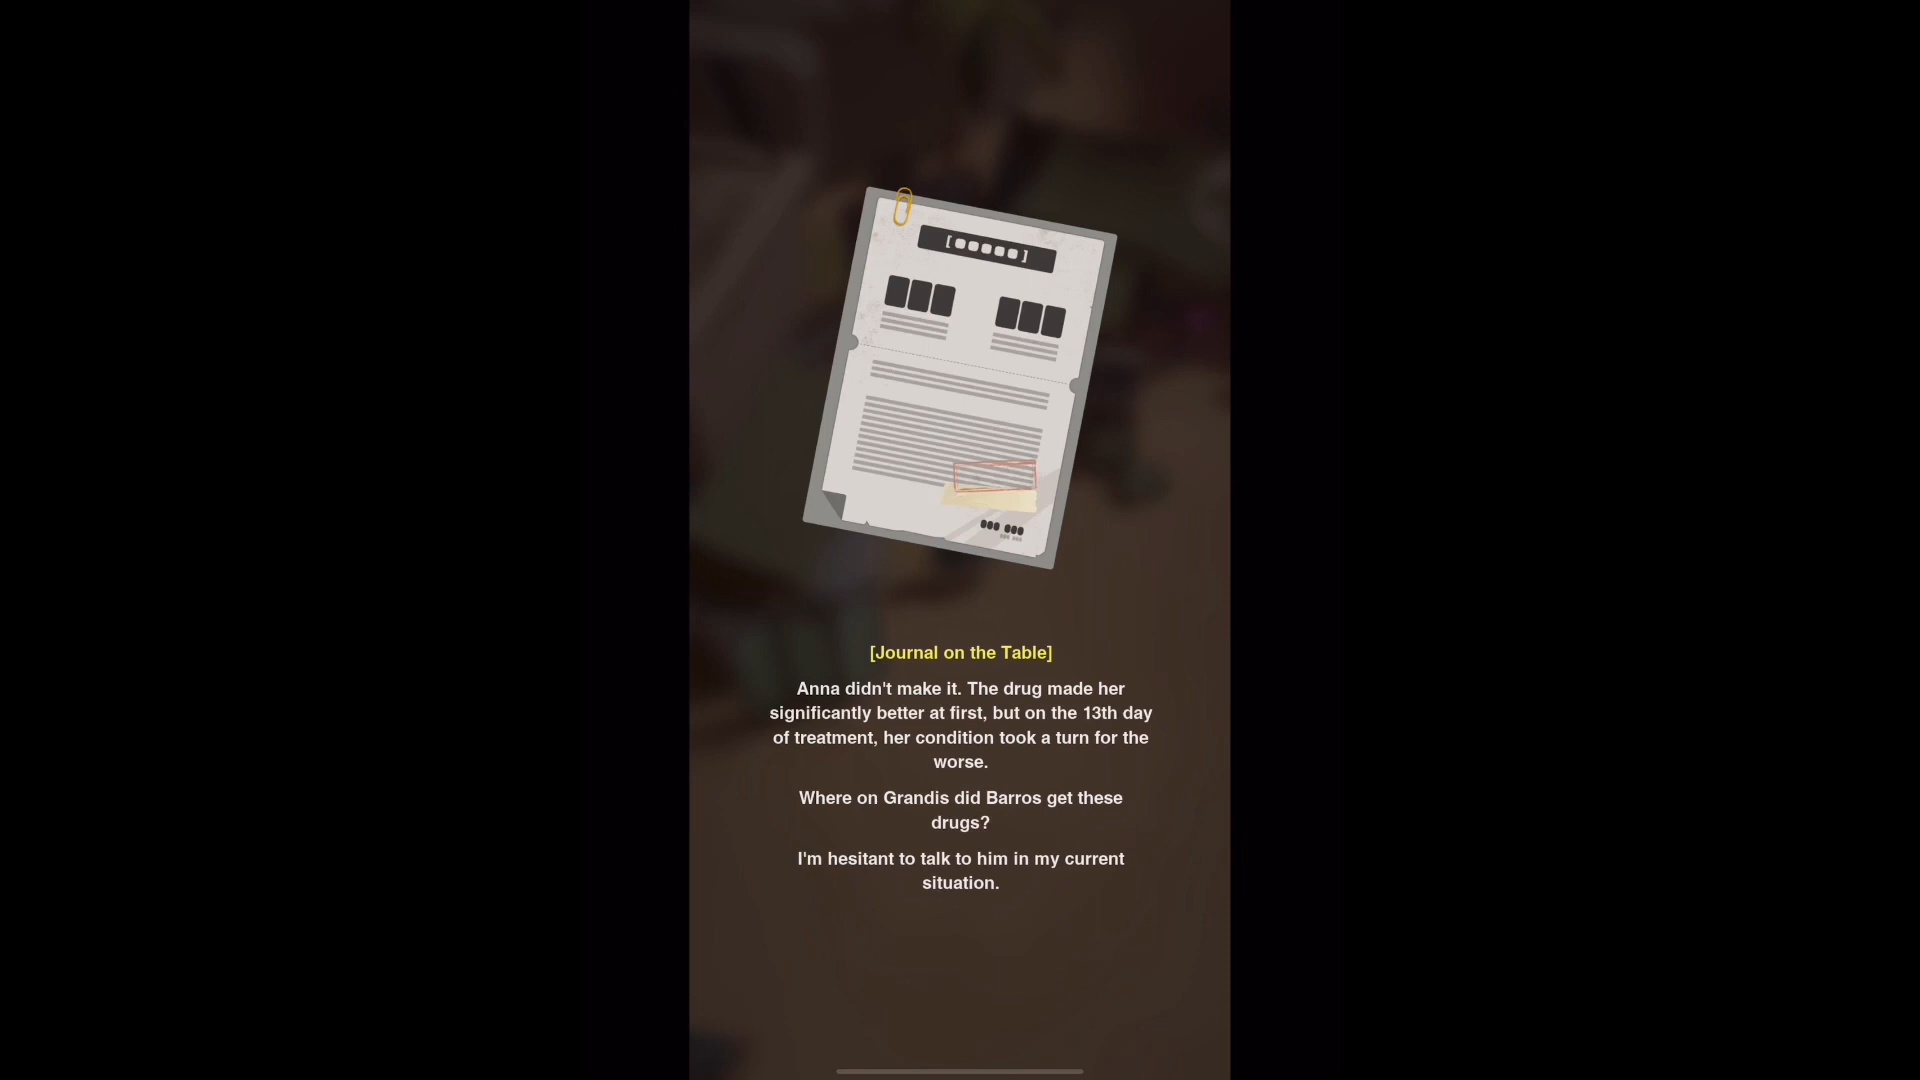 [Journal on the Table]
Anna didn't make it. The drug made her
significantly better at first, but on the 13th day
of treatment, her condition took a turn for the
worse.
Where on Grandis did Barros get these
drugs?
I'm hesitant to talk to him in my current
situation.